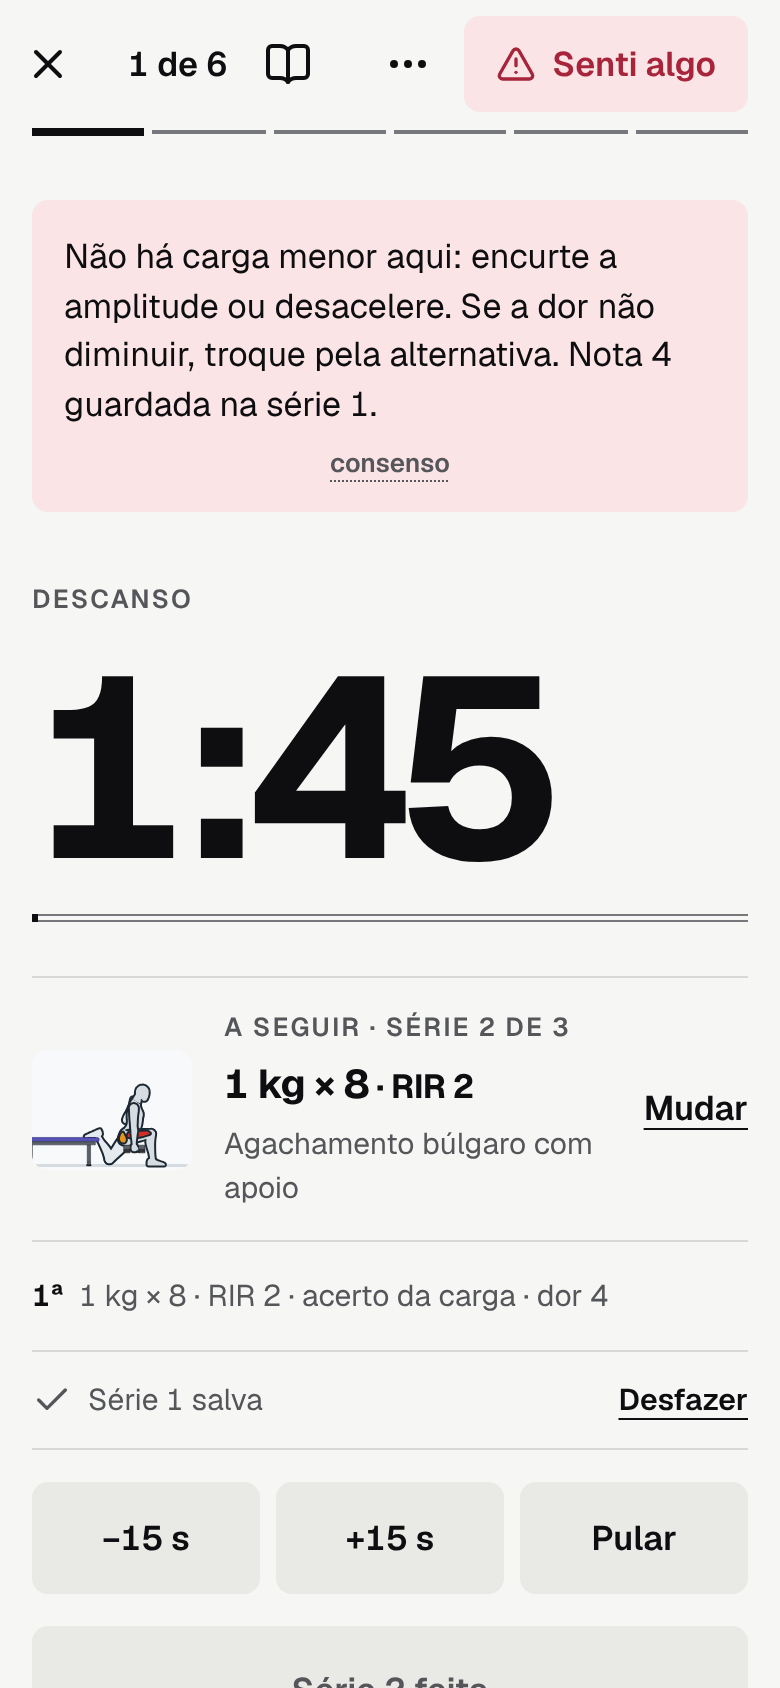 1 de 6
Senti algo
Não há carga menor aqui: encurte a
amplitude ou desacelere. Se a dor não
diminuir, troque pela alternativa. Nota 4
guardada na série 1.
consenso
DESCANSO
1:45
A SEGUIR · SÉRIE 2 DE 3
1 kg × 8 · RIR 2
Mudar
Agachamento búlgaro com
apoio
1ª 1 kg × 8 · RIR 2 · acerto da carga · dor 4
Série 1 salva
Desfazer
−15 s
+15 s
Pular
Série 2 feita